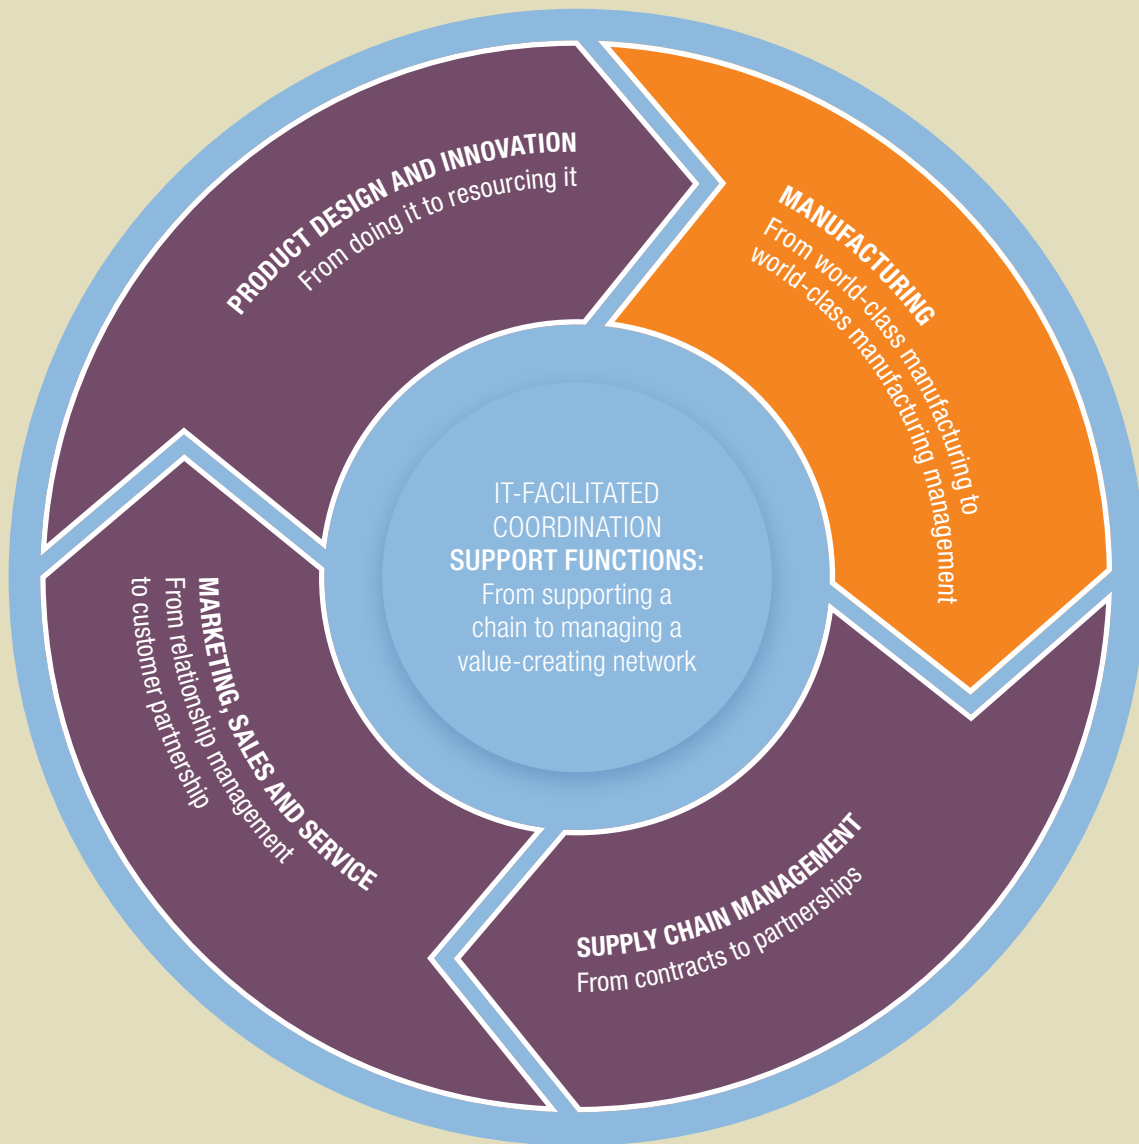 PRODUCT DESIGN AND INNOVATION
From doing it to resourcing it
MANUFACTURING
From world-class manufacturing to
world-class manufacturing management
SUPPLY CHAIN MANAGEMENT
From contracts to partnerships
MARKETING, SALES AND SERVICE
From relationship management
to customer partnership
IT-FACILITATED
COORDINATION
SUPPORT FUNCTIONS:
From supporting a
chain to managing a
value-creating network